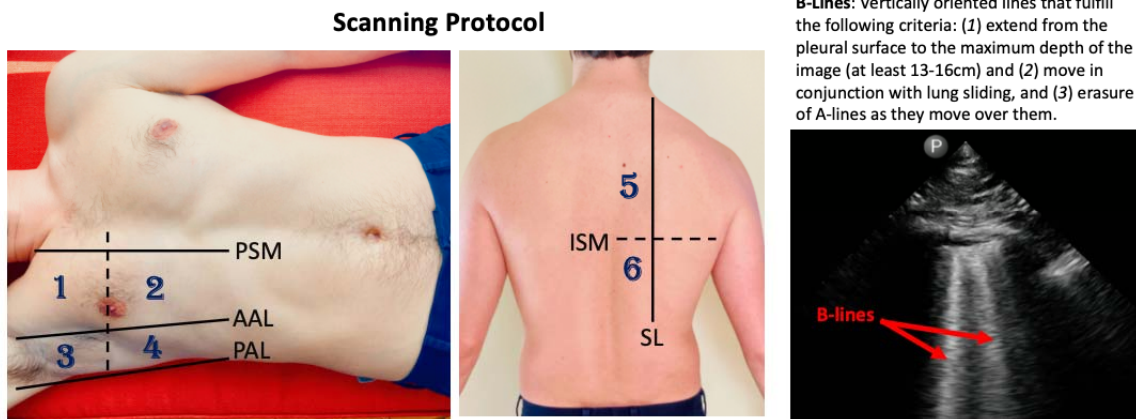 Scanning Protocol
PSM
1
2
AAL
3
4
PAL
5
ISM
6
SL
B-Lines: Vertically oriented lines that fulfill
the following criteria: (1) extend from the
pleural surface to the maximum depth of the
image (at least 13-16cm) and (2) move in
conjunction with lung sliding, and (3) erasure
of A-lines as they move over them.
P
B-lines